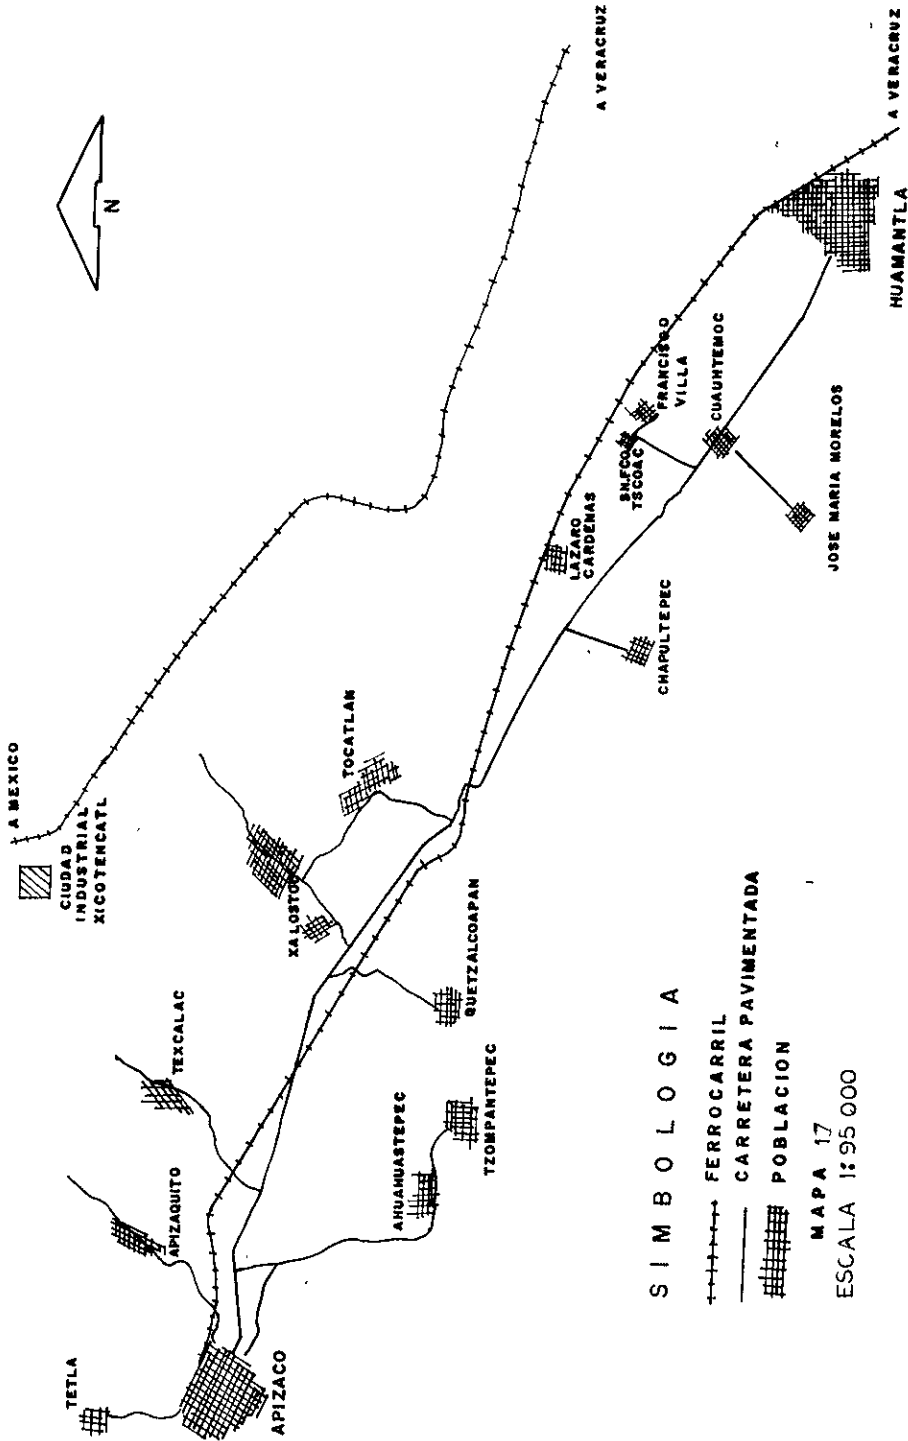 A MEXICO
CIUDAD
INDUSTRIAL
XICOTENCATL
N
A VERACRUZ
TETLA
APIZAQUITO
TEXCALAC
XALOSTOC
TOCATLAN
APIZACO
AHUAHUASTEPEC
TZOMPANTEPEC
QUETZALCOAPAN
LAZARO
CARDENAS
SN.FCO
TSCOAC
FRANCISCO
VILLA
CHAPULTEPEC
CUAUHTEMOC
JOSE MARIA MORELOS
HUAMANTLA
A VERACRUZ
SIMBOLOGIA
FERROCARRIL
CARRETERA PAVIMENTADA
POBLACION
MAPA 17
ESCALA 1:95 000